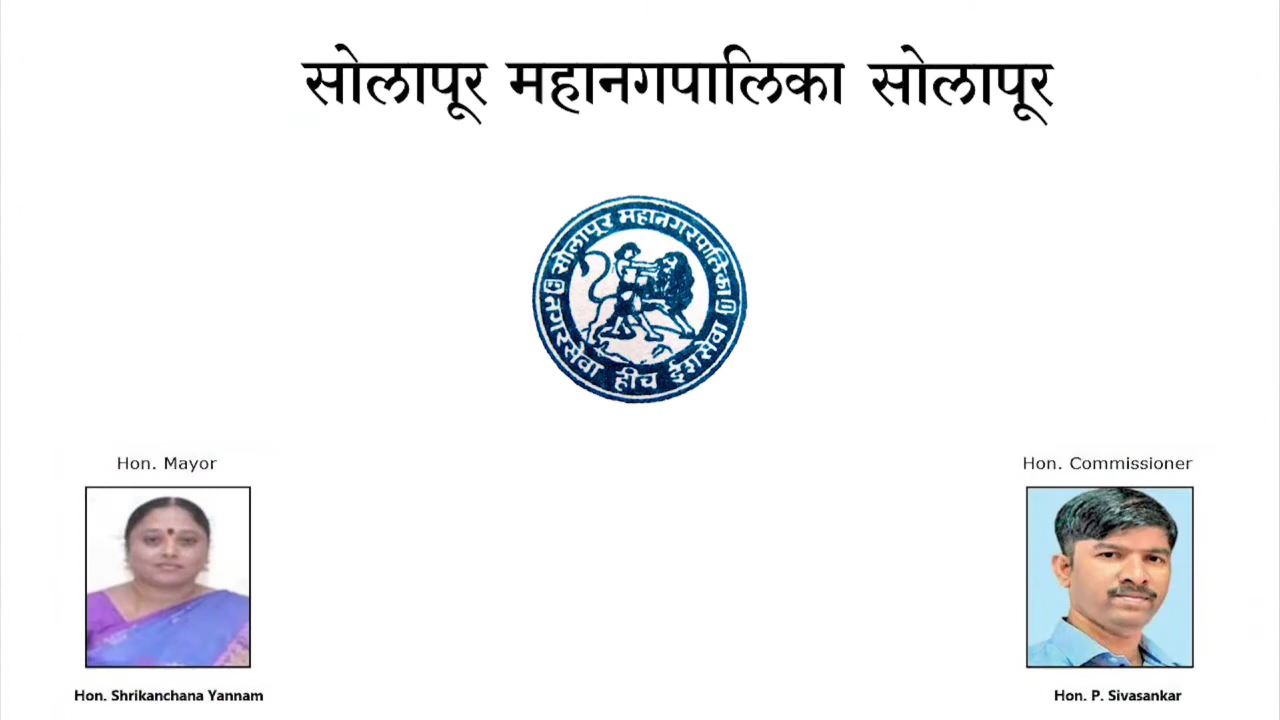 सोलापूर महानगपालिका सोलापूर
सोलापूर महानगरपालिका
नगरसेवा हीच ईशसेवा
Hon. Mayor
Hon. Commissioner
Hon. Shrikanchana Yannam
Hon. P. Sivasankar